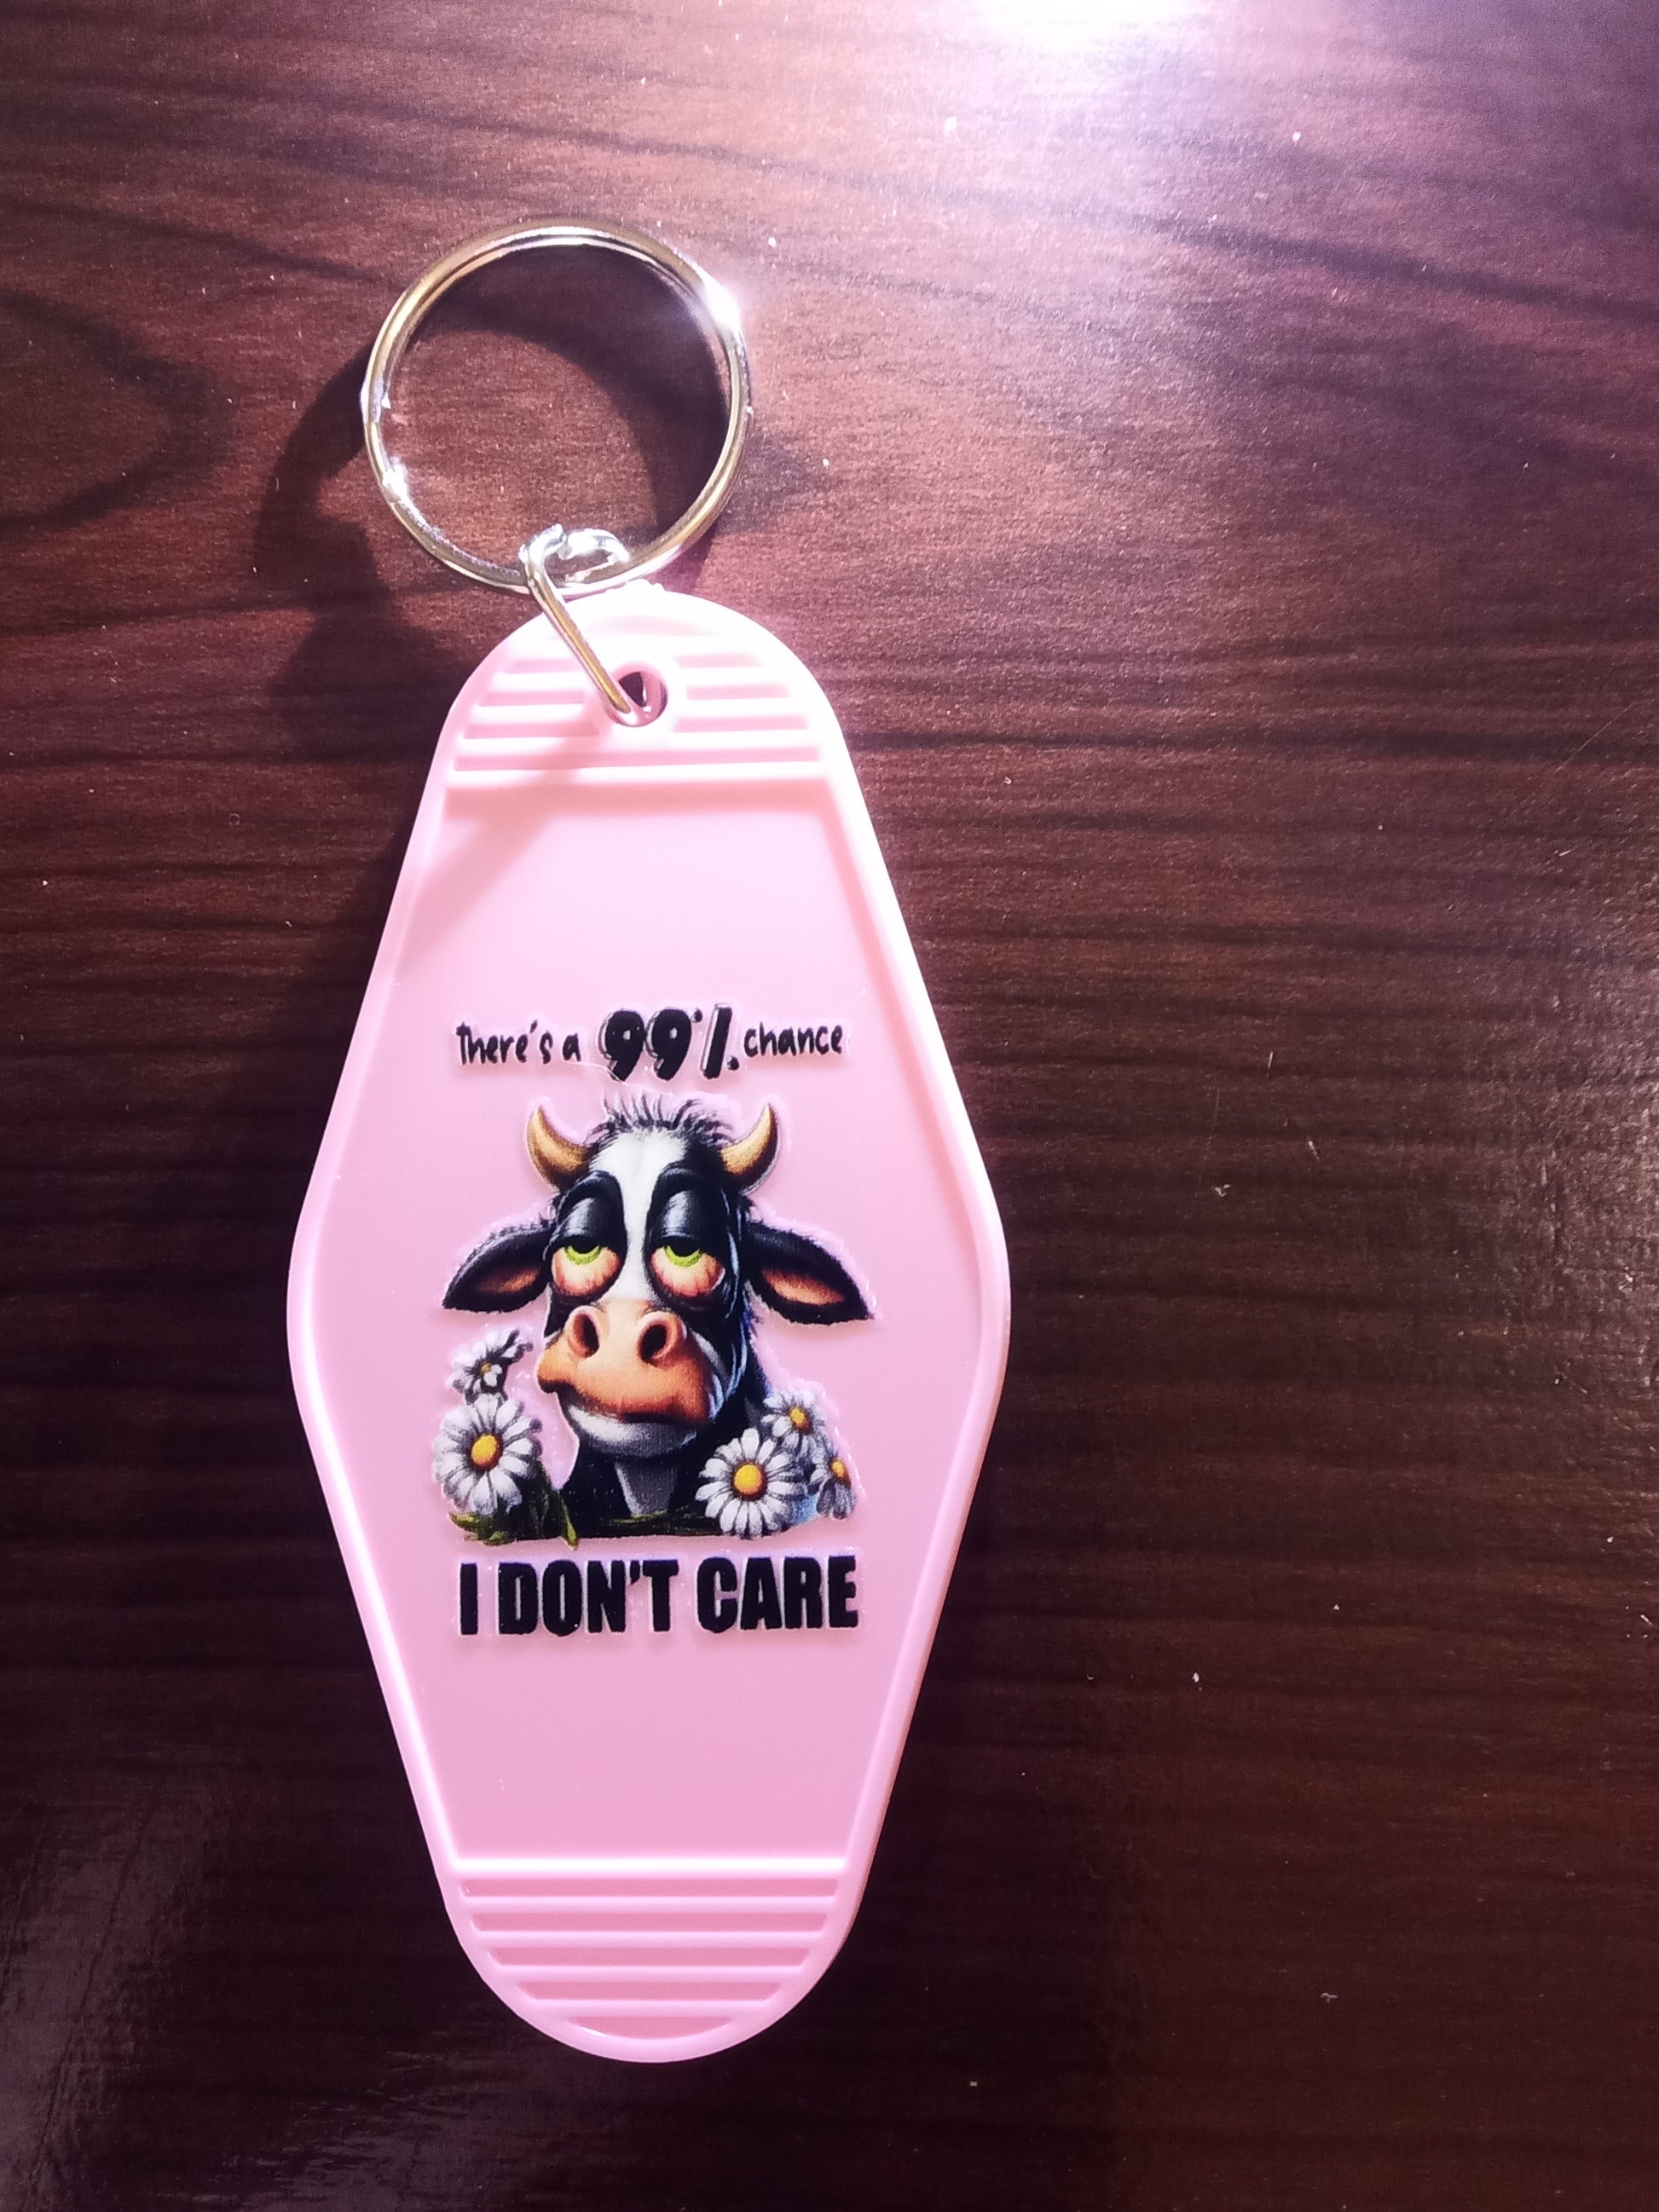 There's a 99% chance
I DON'T CARE